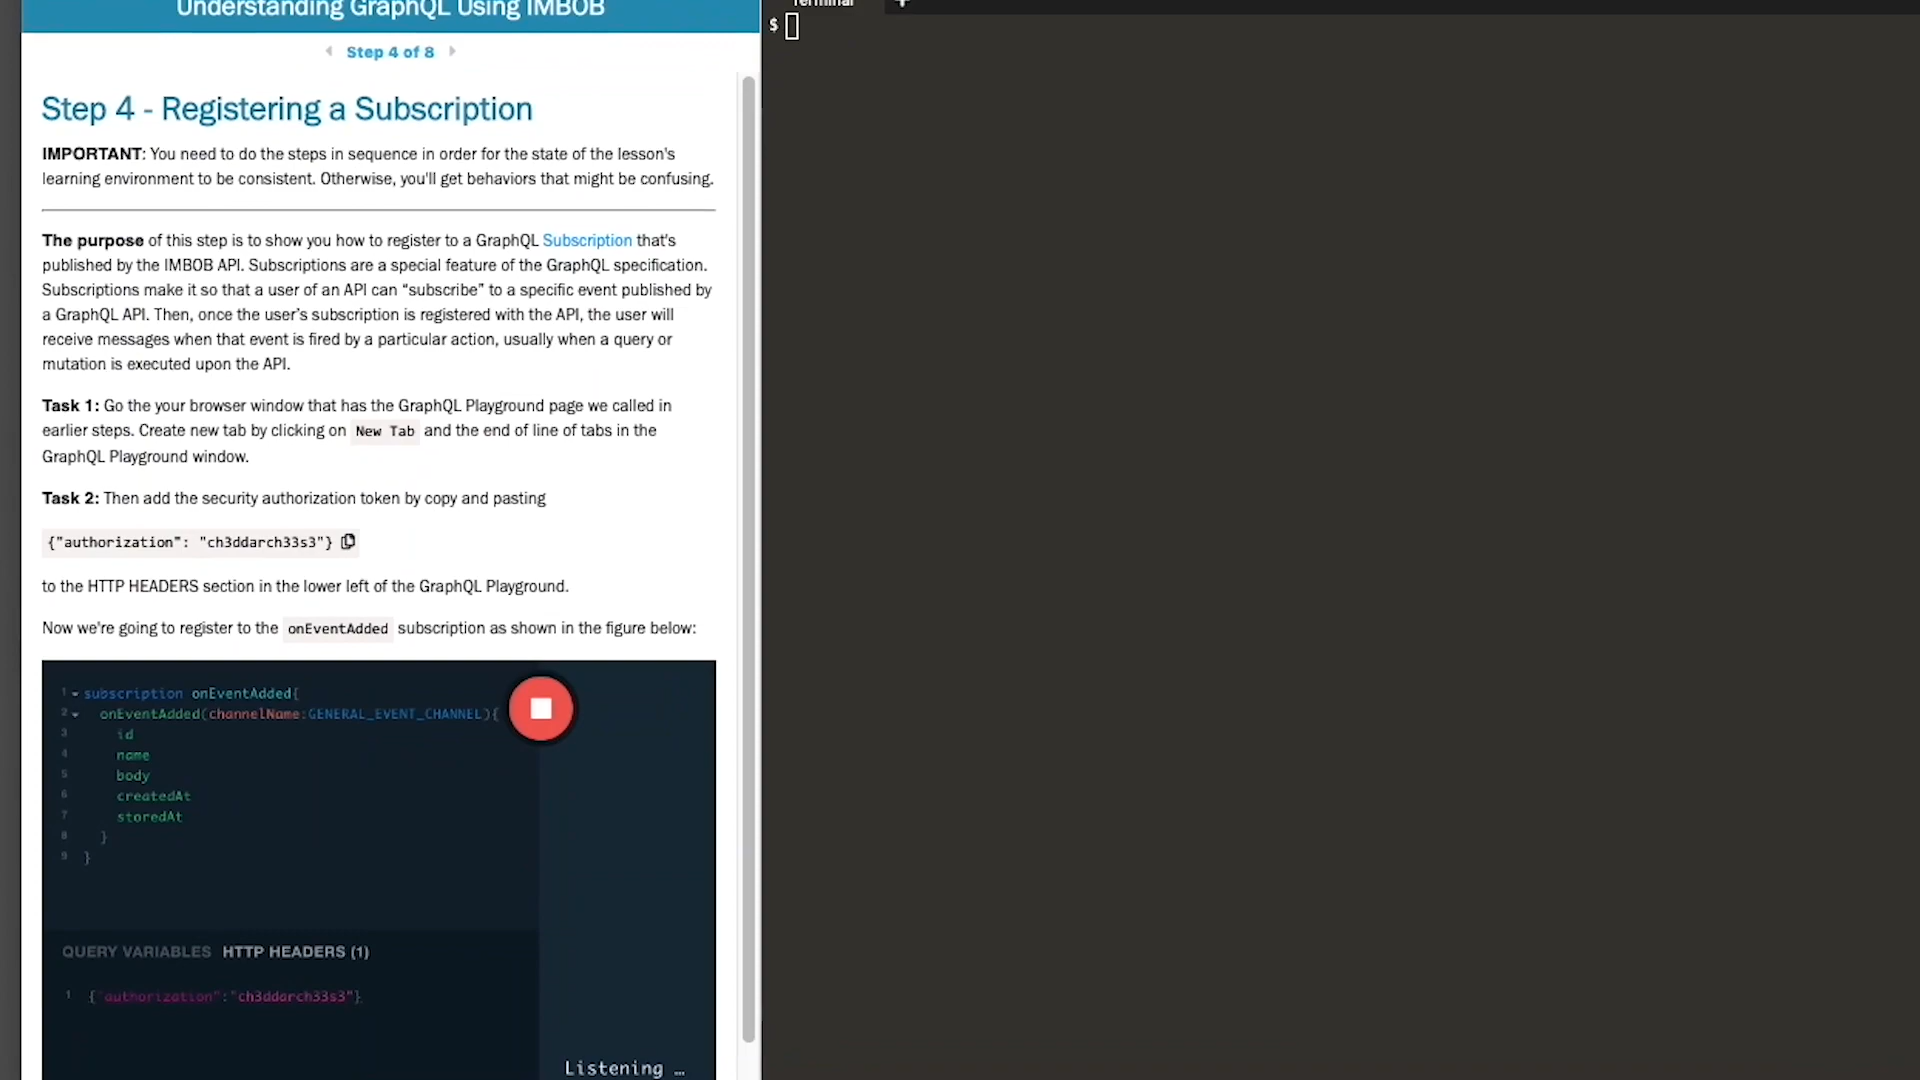 Understanding GraphQL Using IMBOB
Terminal +
$
Step 4 of 8
Step 4 - Registering a Subscription
IMPORTANT: You need to do the steps in sequence in order for the state of the lesson's
learning environment to be consistent. Otherwise, you'll get behaviors that might be confusing.
The purpose of this step is to show you how to register to a GraphQL Subscription that's
published by the IMBOB API. Subscriptions are a special feature of the GraphQL specification.
Subscriptions make it so that a user of an API can “subscribe” to a specific event published by
a GraphQL API. Then, once the user’s subscription is registered with the API, the user will
receive messages when that event is fired by a particular action, usually when a query or
mutation is executed upon the API.
Task 1: Go the your browser window that has the GraphQL Playground page we called in
earlier steps. Create new tab by clicking on New Tab and the end of line of tabs in the
GraphQL Playground window.
Task 2: Then add the security authorization token by copy and pasting
{"authorization": "ch3ddarch33s3"}
to the HTTP HEADERS section in the lower left of the GraphQL Playground.
Now we're going to register to the onEventAdded subscription as shown in the figure below:
1 subscription onEventAdded{
2 onEventAdded(channelName:GENERAL_EVENT_CHANNEL){
3 id
4 name
5 body
6 createdAt
7 storedAt
8 }
9 }
QUERY VARIABLES HTTP HEADERS (1)
1 {"authorization":"ch3ddarch33s3"}
Listening …